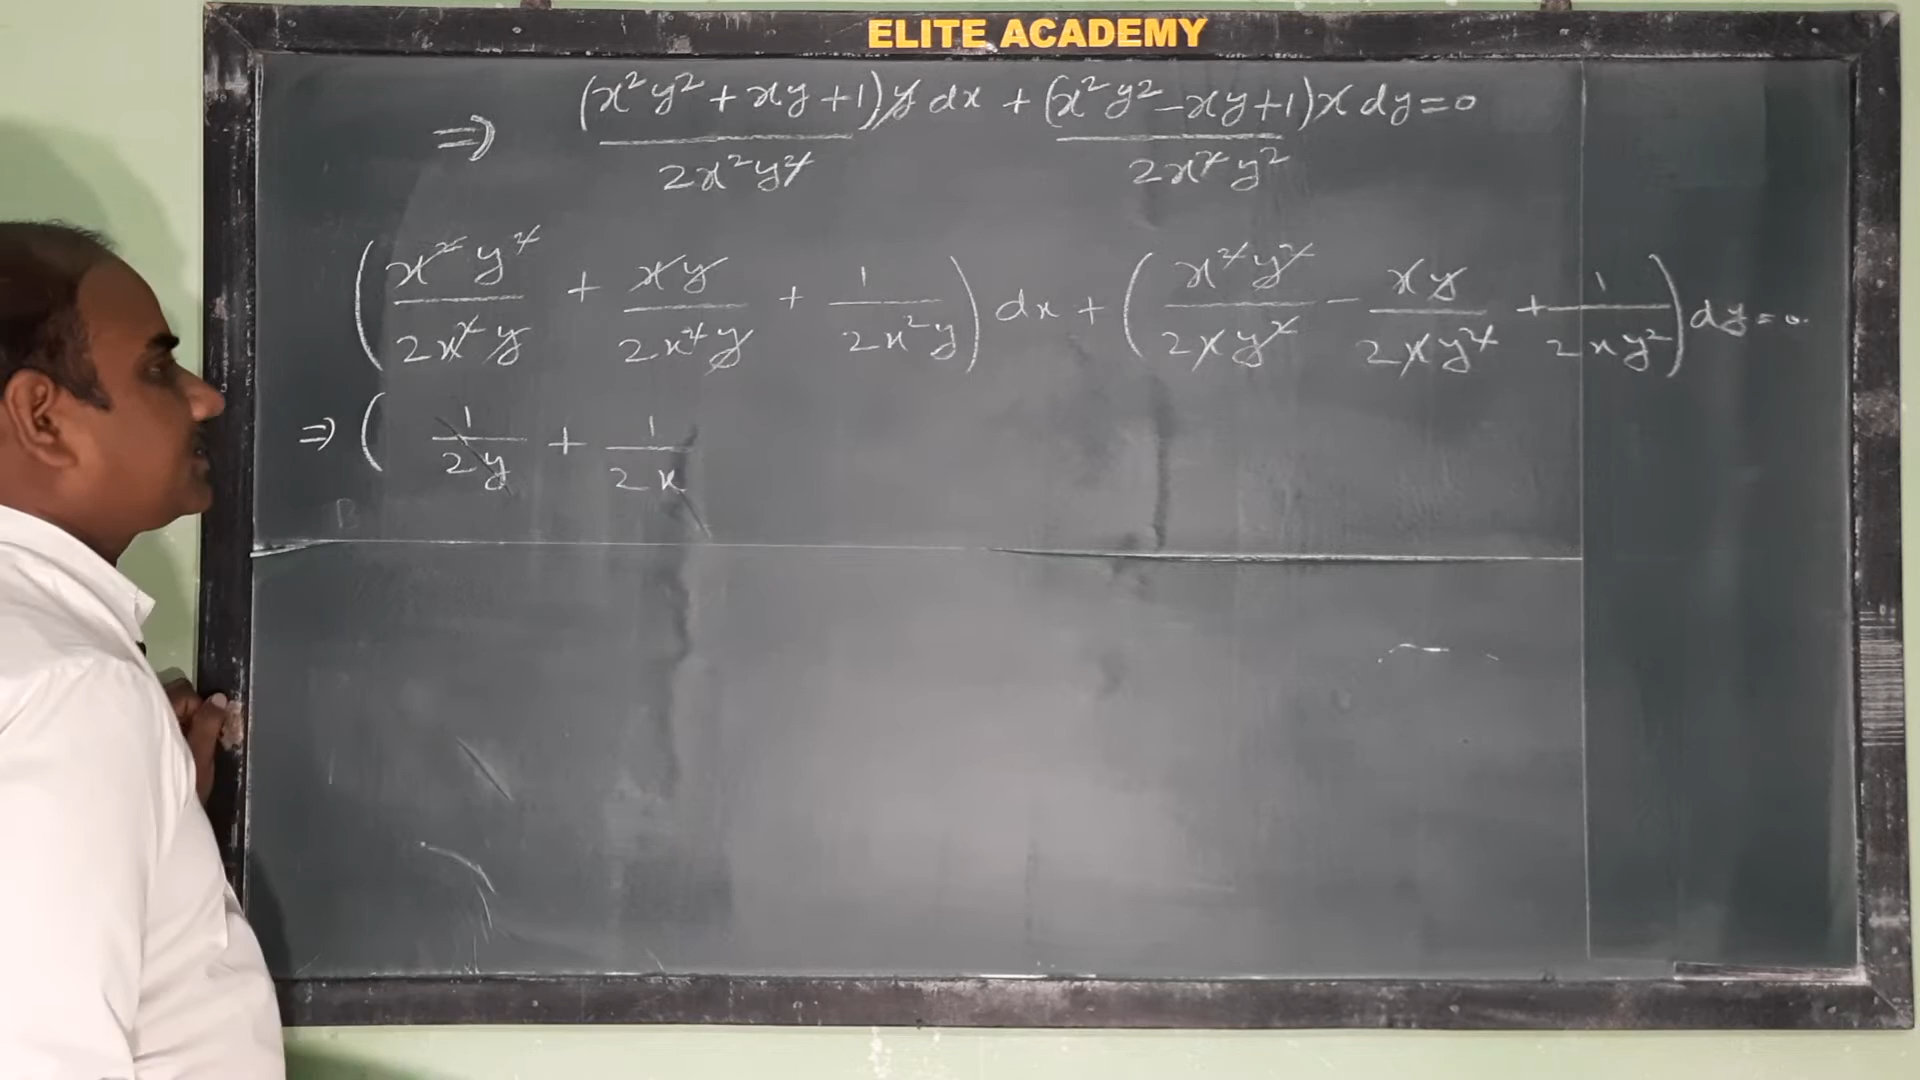 ELITE ACADEMY
⇒ (x²y² + xy + 1) y dx / 2x²y² + (x²y² - xy + 1) x dy / 2x²y² = 0
(x²y² / 2x²y + xy / 2x²y + 1 / 2x²y) dx + (x²y² / 2xy² - xy / 2xy² + 1 / 2xy²) dy = 0.
⇒ ( 1 / 2y + 1 / 2x